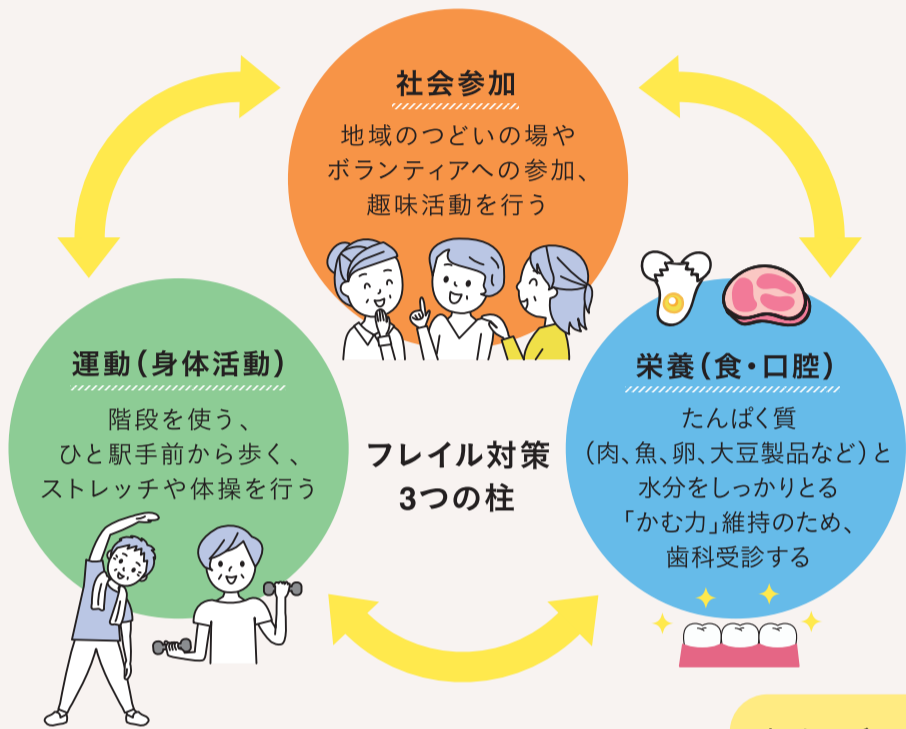 社会参加
地域のつどいの場や
ボランティアへの参加、
趣味活動を行う
運動(身体活動)
階段を使う、
ひと駅手前から歩く、
ストレッチや体操を行う
フレイル対策
3つの柱
栄養(食・口腔)
たんぱく質
(肉、魚、卵、大豆製品など)と
水分をしっかりとる
「かむ力」維持のため、
歯科受診する